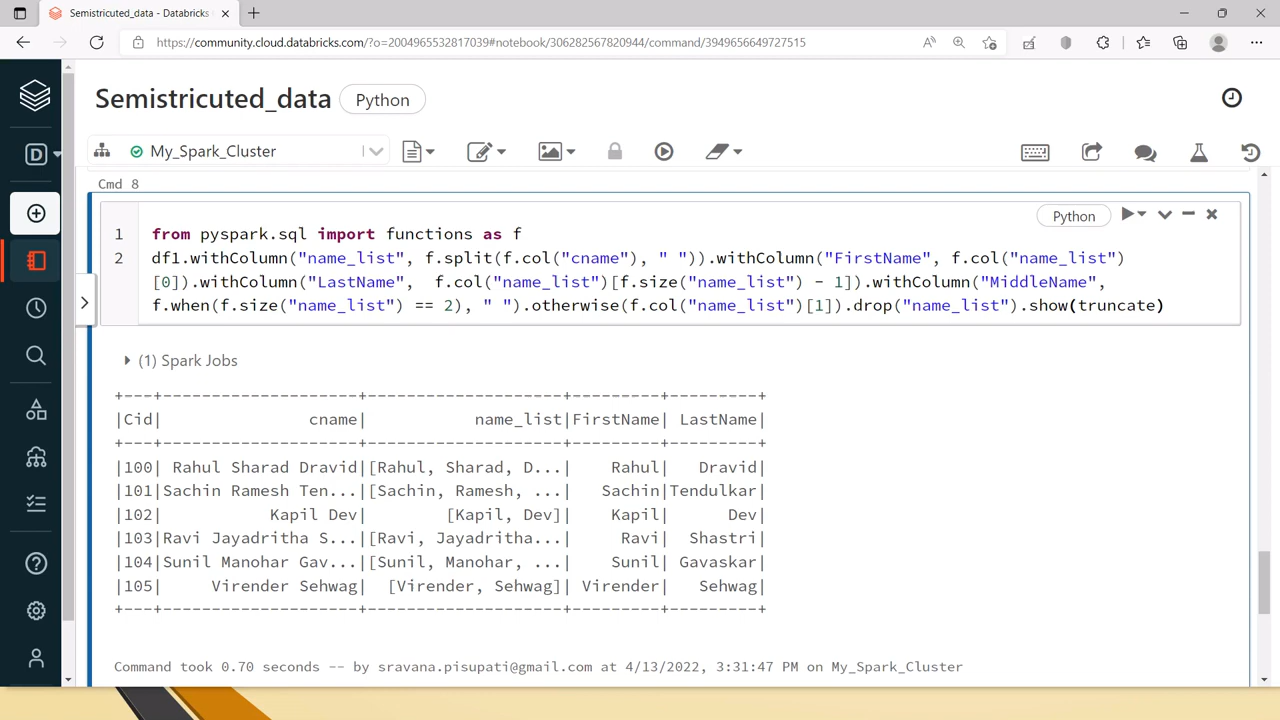 Semistricuted_data - Databricks
https://community.cloud.databricks.com/?o=2004965532817039#notebook/306282567820944/command/3949656649727515
Semistricuted_data Python
D My_Spark_Cluster
Cmd 8
Python
1 from pyspark.sql import functions as f
2 df1.withColumn("name_list", f.split(f.col("cname"), " ")).withColumn("FirstName", f.col("name_list")
[0]).withColumn("LastName",  f.col("name_list")[f.size("name_list") - 1]).withColumn("MiddleName",
f.when(f.size("name_list") == 2), " ").otherwise(f.col("name_list")[1]).drop("name_list").show(truncate)
(1) Spark Jobs
+---+--------------------+--------------------+---------+---------+
|Cid|               cname|           name_list|FirstName| LastName|
+---+--------------------+--------------------+---------+---------+
|100| Rahul Sharad Dravid|[Rahul, Sharad, D...|    Rahul|   Dravid|
|101|Sachin Ramesh Ten...|[Sachin, Ramesh, ...|   Sachin|Tendulkar|
|102|           Kapil Dev|        [Kapil, Dev]|    Kapil|      Dev|
|103|Ravi Jayadritha S...|[Ravi, Jayadritha...|     Ravi|  Shastri|
|104|Sunil Manohar Gav...|[Sunil, Manohar, ...|    Sunil| Gavaskar|
|105|     Virender Sehwag|  [Virender, Sehwag]| Virender|   Sehwag|
+---+--------------------+--------------------+---------+---------+
Command took 0.70 seconds -- by sravana.pisupati@gmail.com at 4/13/2022, 3:31:47 PM on My_Spark_Cluster